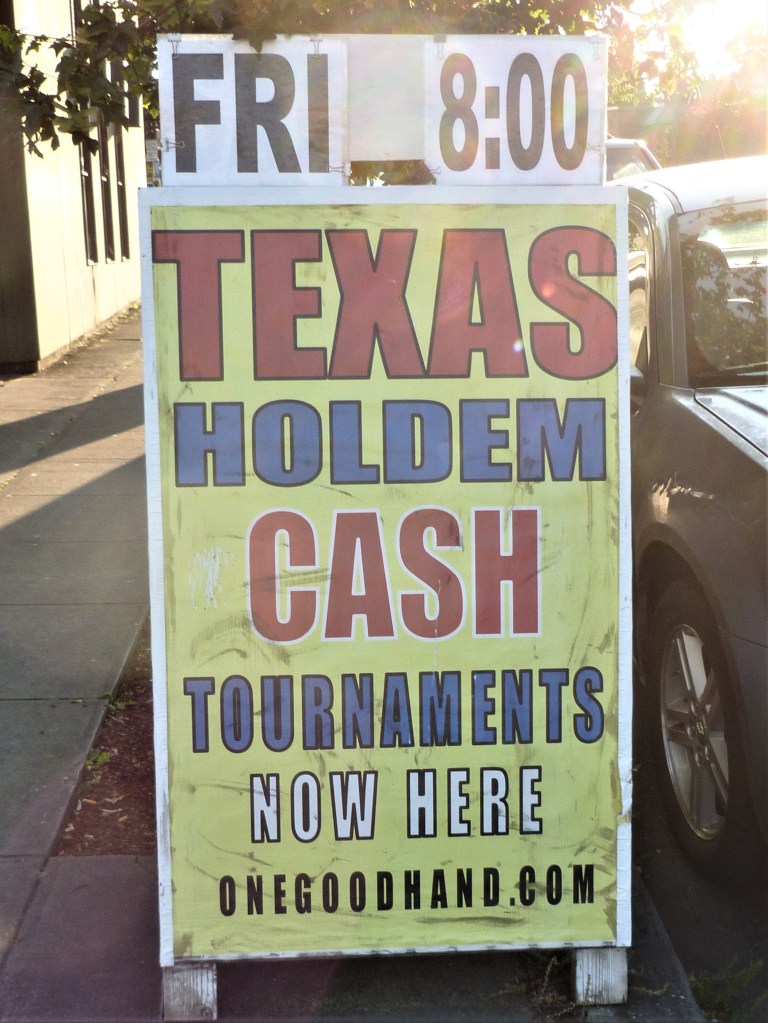 FRI 8:00
TEXAS
HOLDEM
CASH
TOURNAMENTS
NOW HERE
ONEGOODHAND.COM